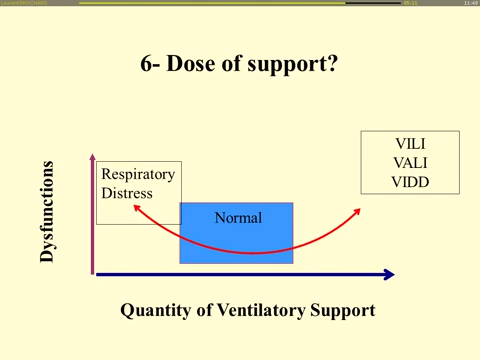 6- Dose of support?
VILI
VALI
VIDD
Respiratory
Distress
Normal
Dysfunctions
Quantity of Ventilatory Support